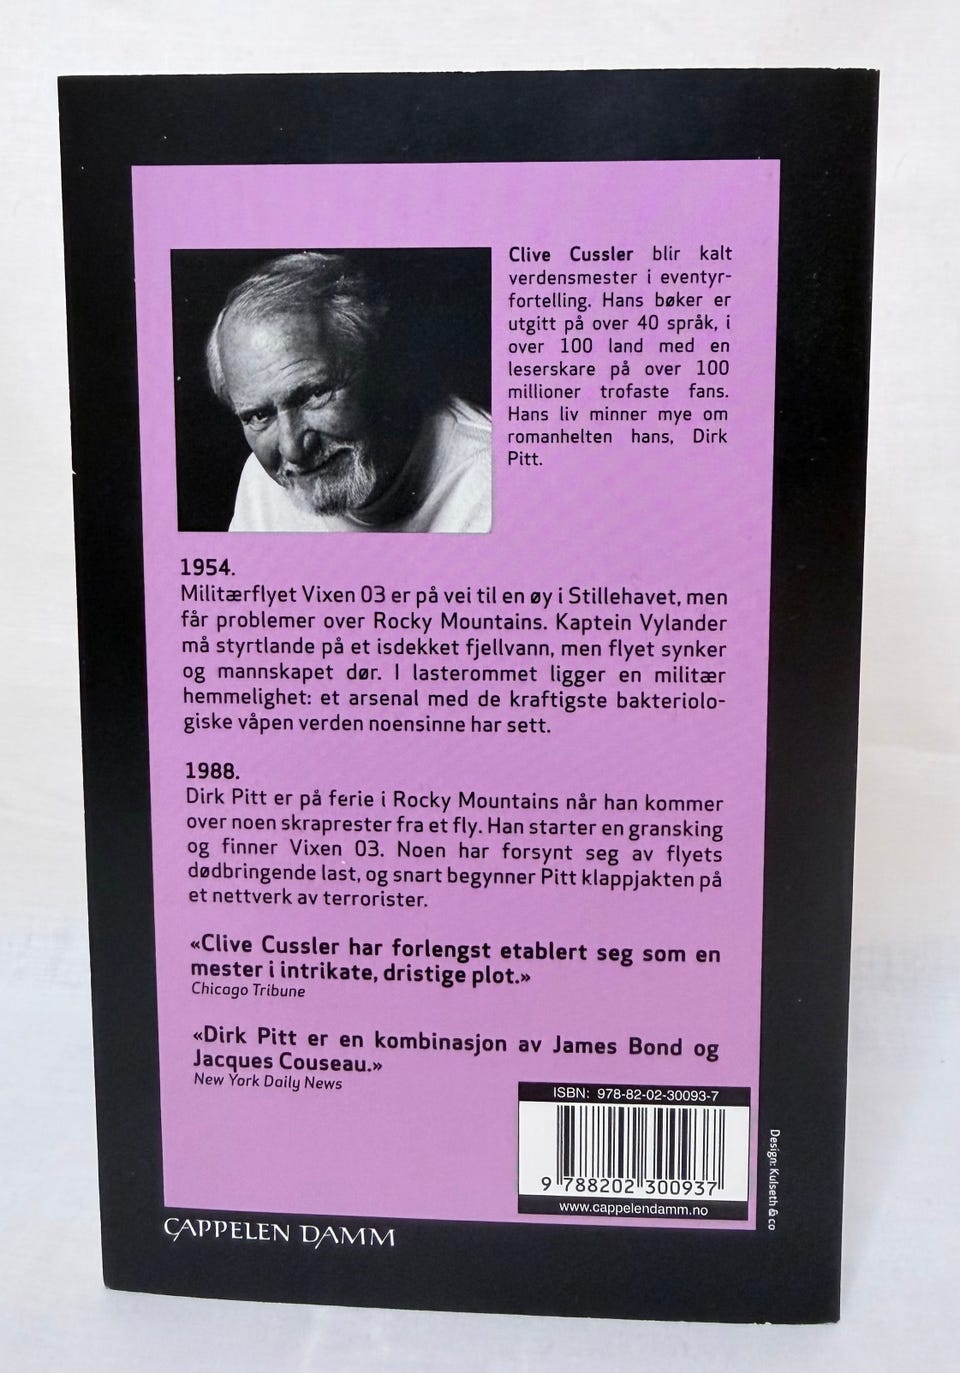 Clive Cussler blir kalt
verdensmester i eventyr-
fortelling. Hans bøker er
utgitt på over 40 språk, i
over 100 land med en
leserskare på over 100
millioner trofaste fans.
Hans liv minner mye om
romanhelten hans, Dirk
Pitt.
1954.
Militærflyet Vixen 03 er på vei til en øy i Stillehavet, men
får problemer over Rocky Mountains. Kaptein Vylander
må styrtlande på et isdekket fjellvann, men flyet synker
og mannskapet dør. I lasterommet ligger en militær
hemmelighet: et arsenal med de kraftigste bakteriolo-
giske våpen verden noensinne har sett.
1988.
Dirk Pitt er på ferie i Rocky Mountains når han kommer
over noen skraprester fra et fly. Han starter en gransking
og finner Vixen 03. Noen har forsynt seg av flyets
dødbringende last, og snart begynner Pitt klappjakten på
et nettverk av terrorister.
«Clive Cussler har forlengst etablert seg som en
mester i intrikate, dristige plot.»
Chicago Tribune
«Dirk Pitt er en kombinasjon av James Bond og
Jacques Couseau.»
New York Daily News
ISBN: 978-82-02-30093-7
9 788202 300937
www.cappelendamm.no
Design: Kulseth & co
CAPPELEN DAMM